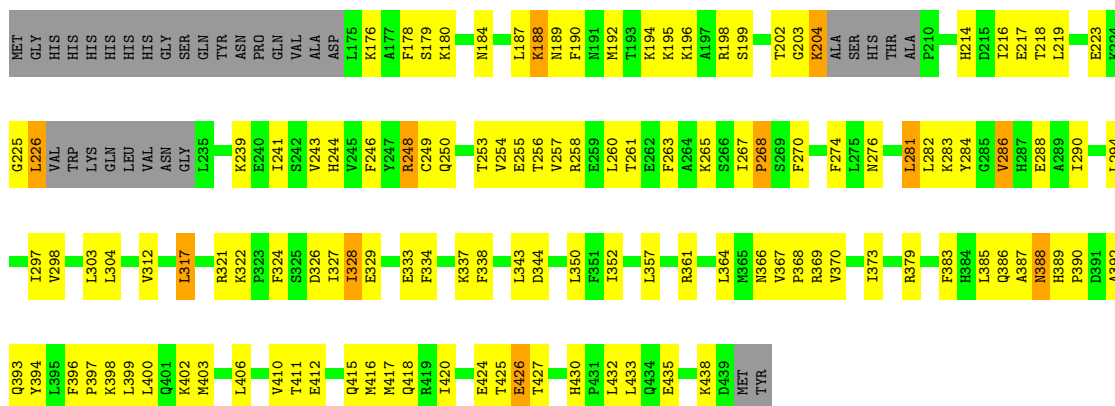 MET GLY HIS HIS HIS HIS HIS HIS GLY SER GLN TYR ASN PRO GLN VAL ALA ASP L175 K176 A177 F178 S179 K180 N184 L187 K188 N189 F190 N191 M192 T193 K194 K195 K196 A197 R198 S199 T202 G203 K204 ALA SER HIS THR ALA P210 H214 D215 I216 E217 T218 L219 E223 K224
G225 L226 VAL TRP LYS GLN LEU VAL ASN GLY L235 K239 E240 I241 S242 V243 H244 V245 F246 Y247 R248 C249 Q250 T253 V254 E255 T256 V257 R258 E259 L260 T261 E262 F263 A264 K265 S266 I267 P268 S269 F270 F274 L275 N276 L281 L282 K283 Y284 G285 V286 H287 E288 A289 I290 L294
I297 V298 L303 L304 V312 L317 R321 K322 P323 F324 S325 D326 I327 I328 E329 E333 F334 K337 F338 L343 D344 L350 F351 I352 L357 R361 L364 M365 N366 V367 P368 R369 V370 I373 R379 F383 H384 L385 Q386 A387 N388 H389 P390 D391 A392
Q393 Y394 L395 F396 P397 K398 L399 L400 Q401 K402 M403 L406 V410 T411 E412 Q415 M416 M417 Q418 R419 I420 E424 T425 E426 T427 H430 P431 L432 L433 Q434 E435 K438 D439 MET TYR